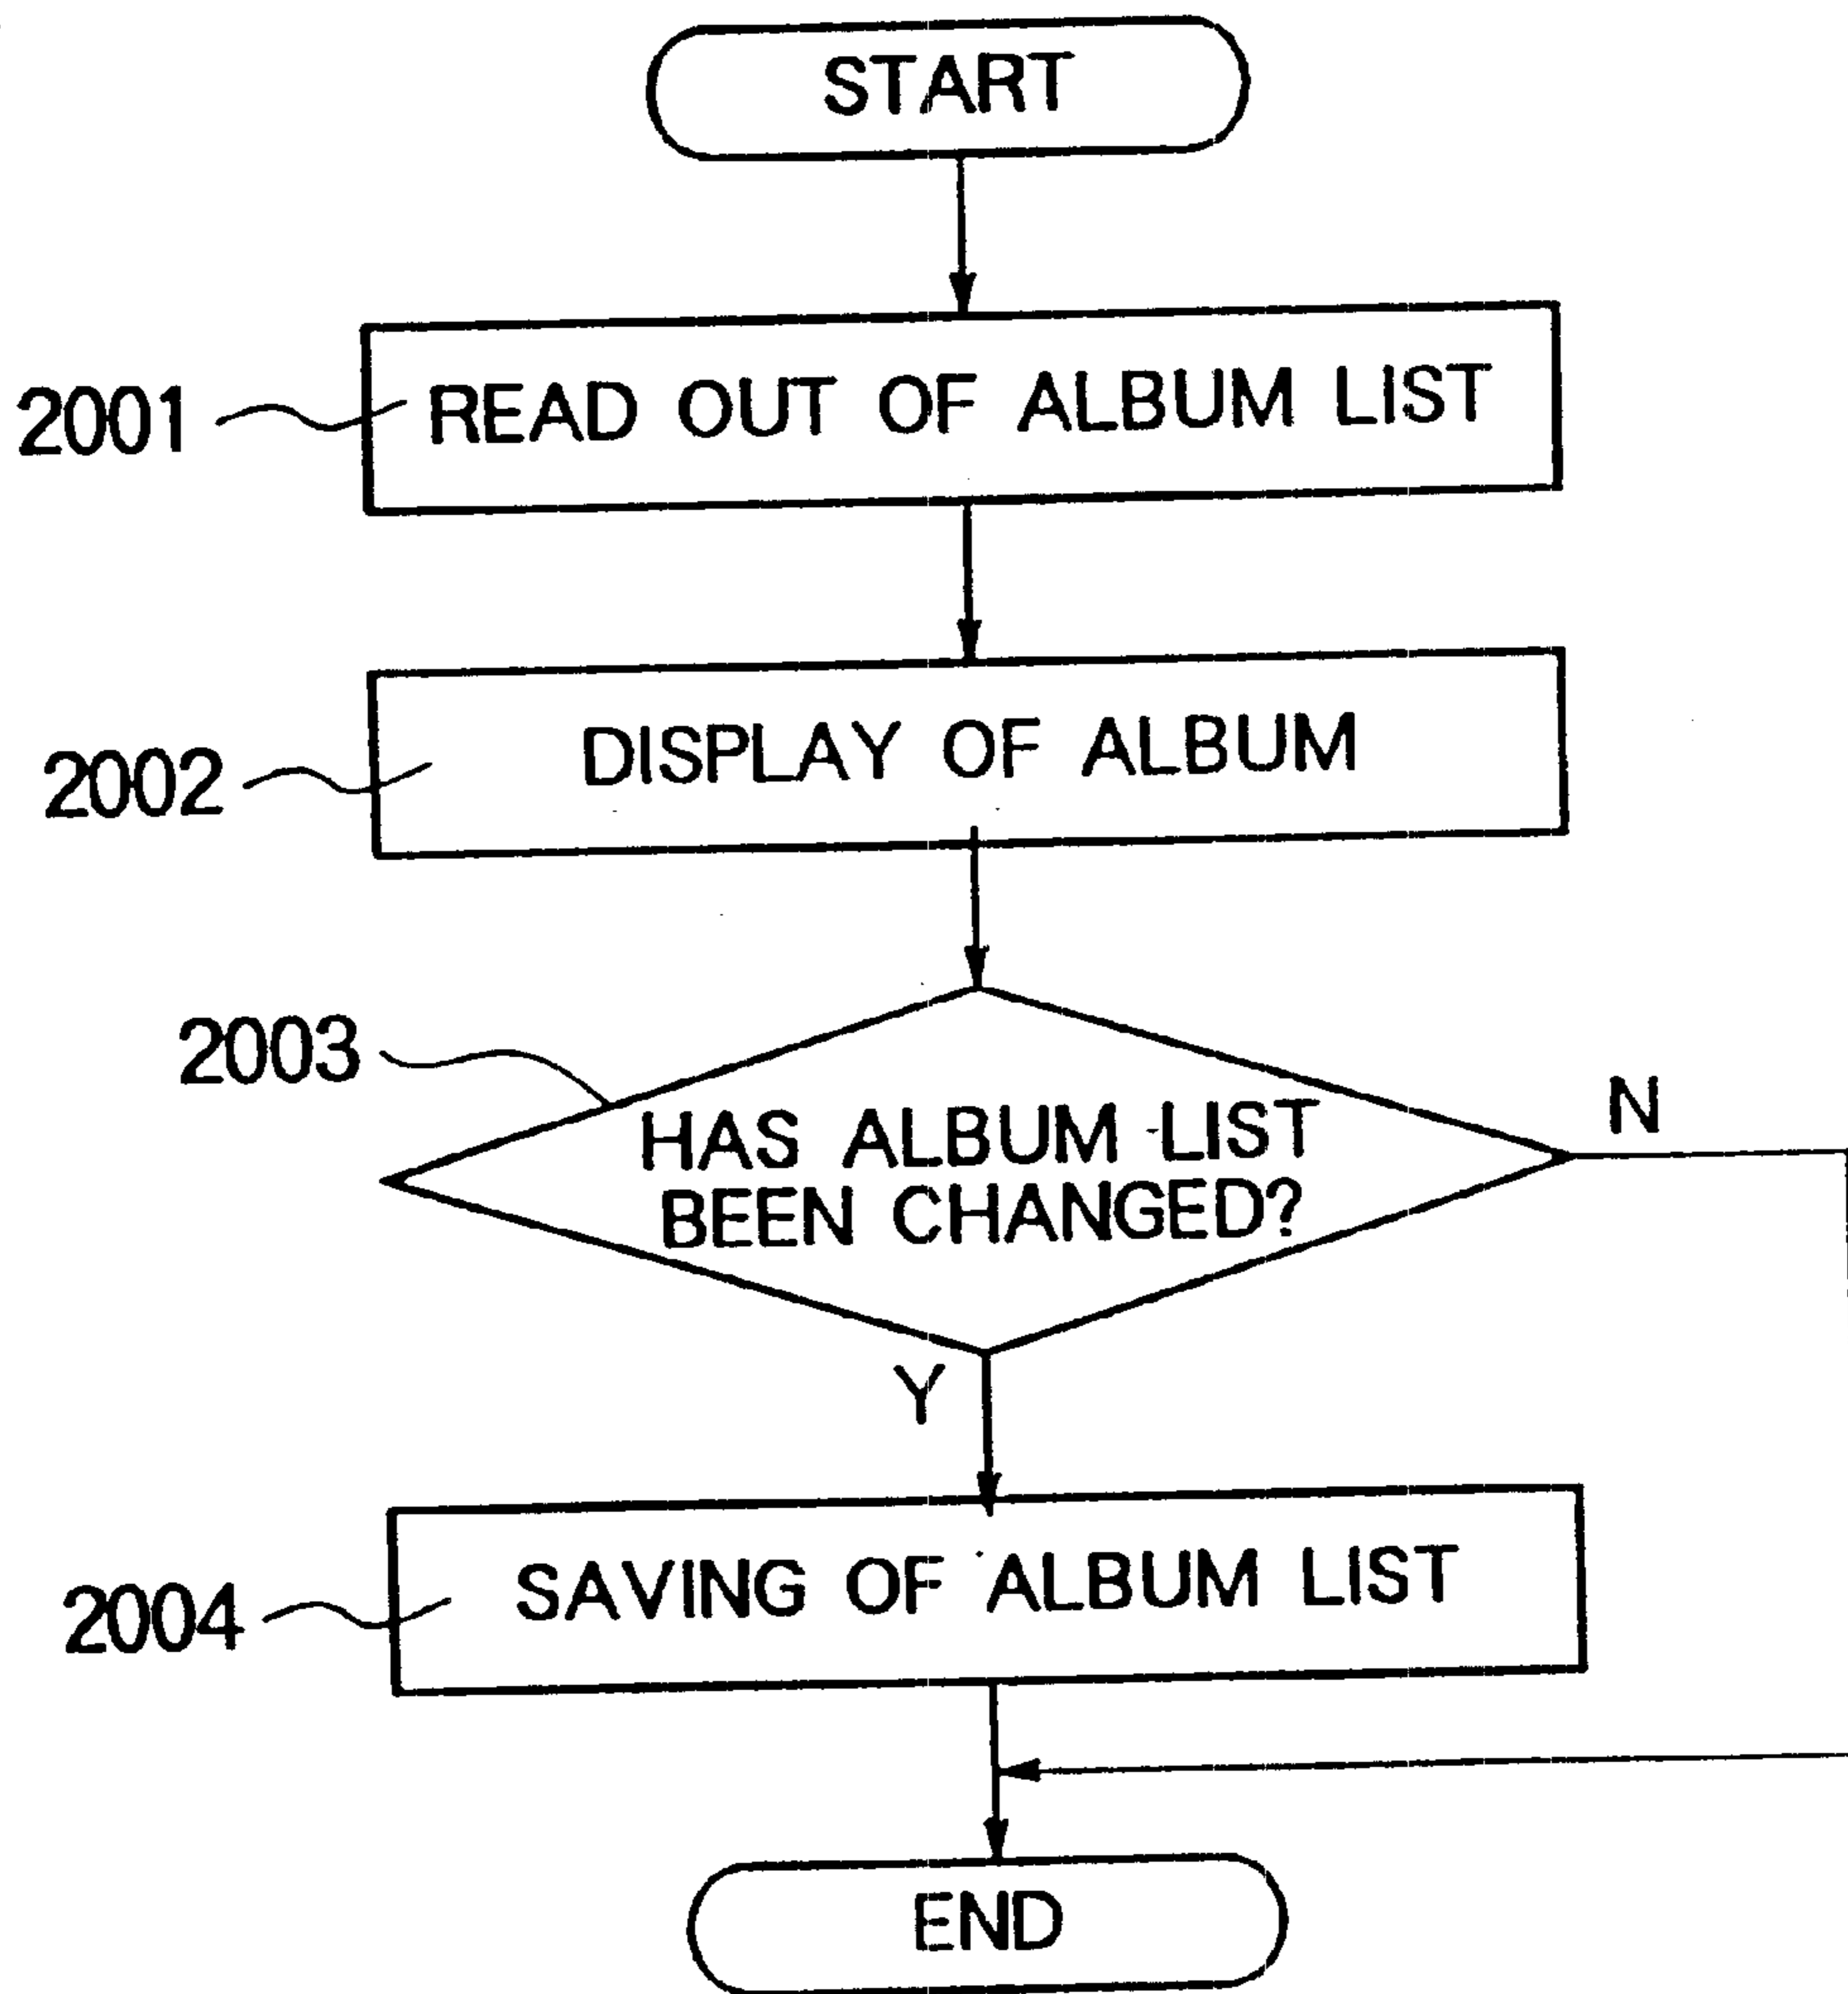 START
2001
READ OUT OF ALBUM LIST
2002
DISPLAY OF ALBUM
2003
HAS ALBUM LIST
BEEN CHANGED?
N
Y
2004
SAVING OF ALBUM LIST
END